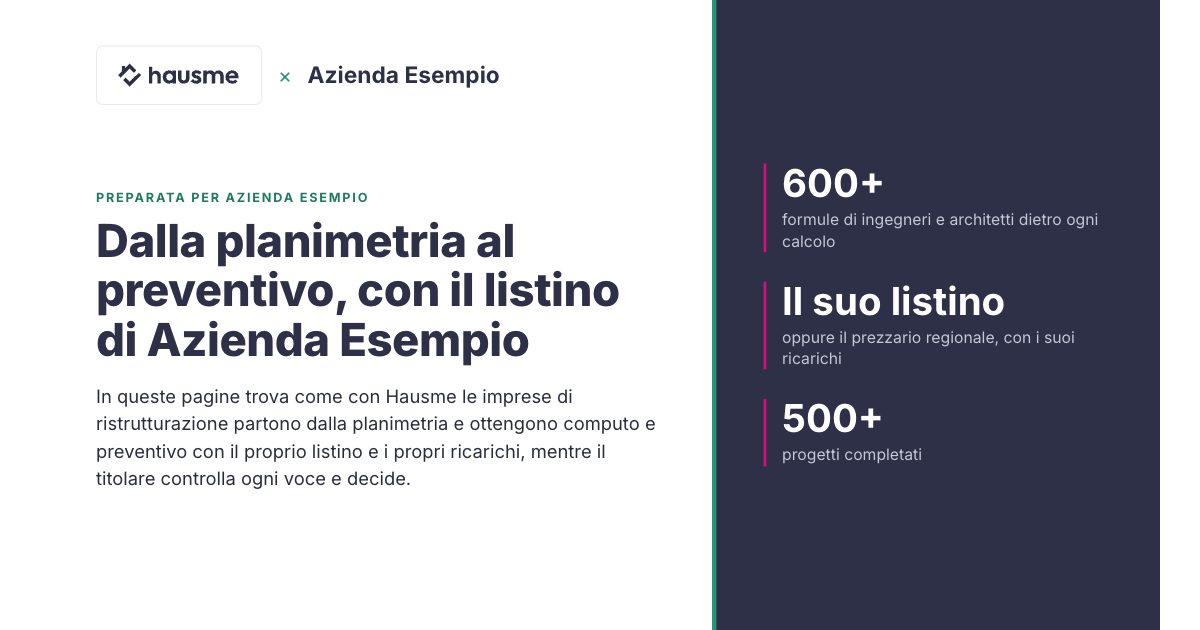 hausme × Azienda Esempio
PREPARATA PER AZIENDA ESEMPIO
Dalla planimetria al
preventivo, con il listino
di Azienda Esempio
In queste pagine trova come con Hausme le imprese di
ristrutturazione partono dalla planimetria e ottengono computo e
preventivo con il proprio listino e i propri ricarichi, mentre il
titolare controlla ogni voce e decide.
600+
formule di ingegneri e architetti dietro ogni
calcolo
Il suo listino
oppure il prezzario regionale, con i suoi
ricarichi
500+
progetti completati